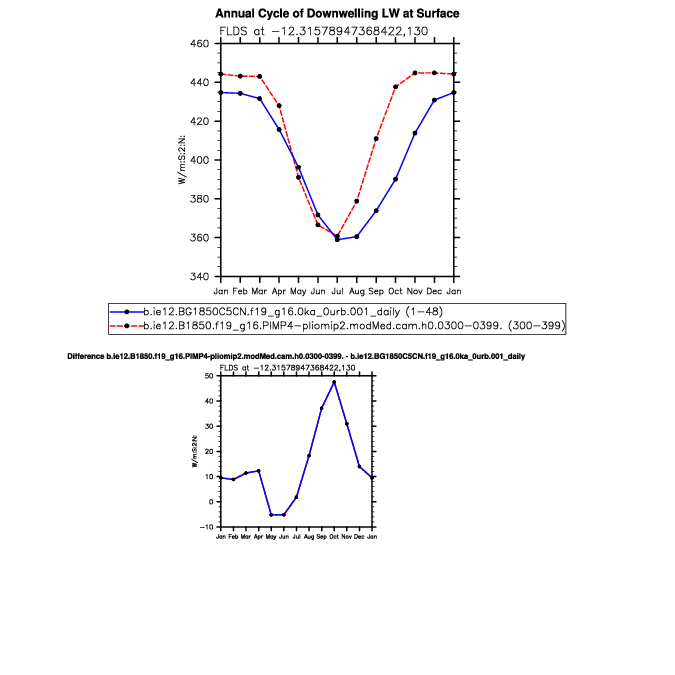 Annual Cycle of Downwelling LW at Surface
FLDS at −12.31578947368422,130
460
440
420
400
380
360
340
W/m:S:2:N:
Jan Feb Mar Apr May Jun Jul Aug Sep Oct Nov Dec Jan
b.ie12.BG1850C5CN.f19_g16.0ka_0urb.001_daily (1−48)
b.ie12.B1850.f19_g16.PIMP4−pliomip2.modMed.cam.h0.0300−0399. (300−399)
Difference b.ie12.B1850.f19_g16.PIMP4-pliomip2.modMed.cam.h0.0300-0399. - b.ie12.BG1850C5CN.f19_g16.0ka_0urb.001_daily
FLDS at −12.31578947368422,130
50
40
30
20
10
0
−10
W/m:S:2:N:
Jan Feb Mar Apr May Jun Jul Aug Sep Oct Nov Dec Jan